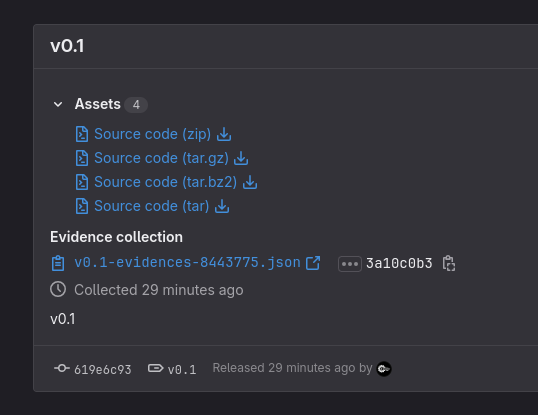 v0.1
Assets 4
Source code (zip)
Source code (tar.gz)
Source code (tar.bz2)
Source code (tar)
Evidence collection
v0.1-evidences-8443775.json 3a10c0b3
Collected 29 minutes ago
v0.1
619e6c93 v0.1 Released 29 minutes ago by